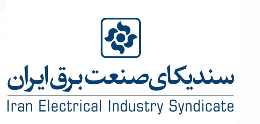 سندیکای صنعت برق ایران
Iran Electrical Industry Syndicate